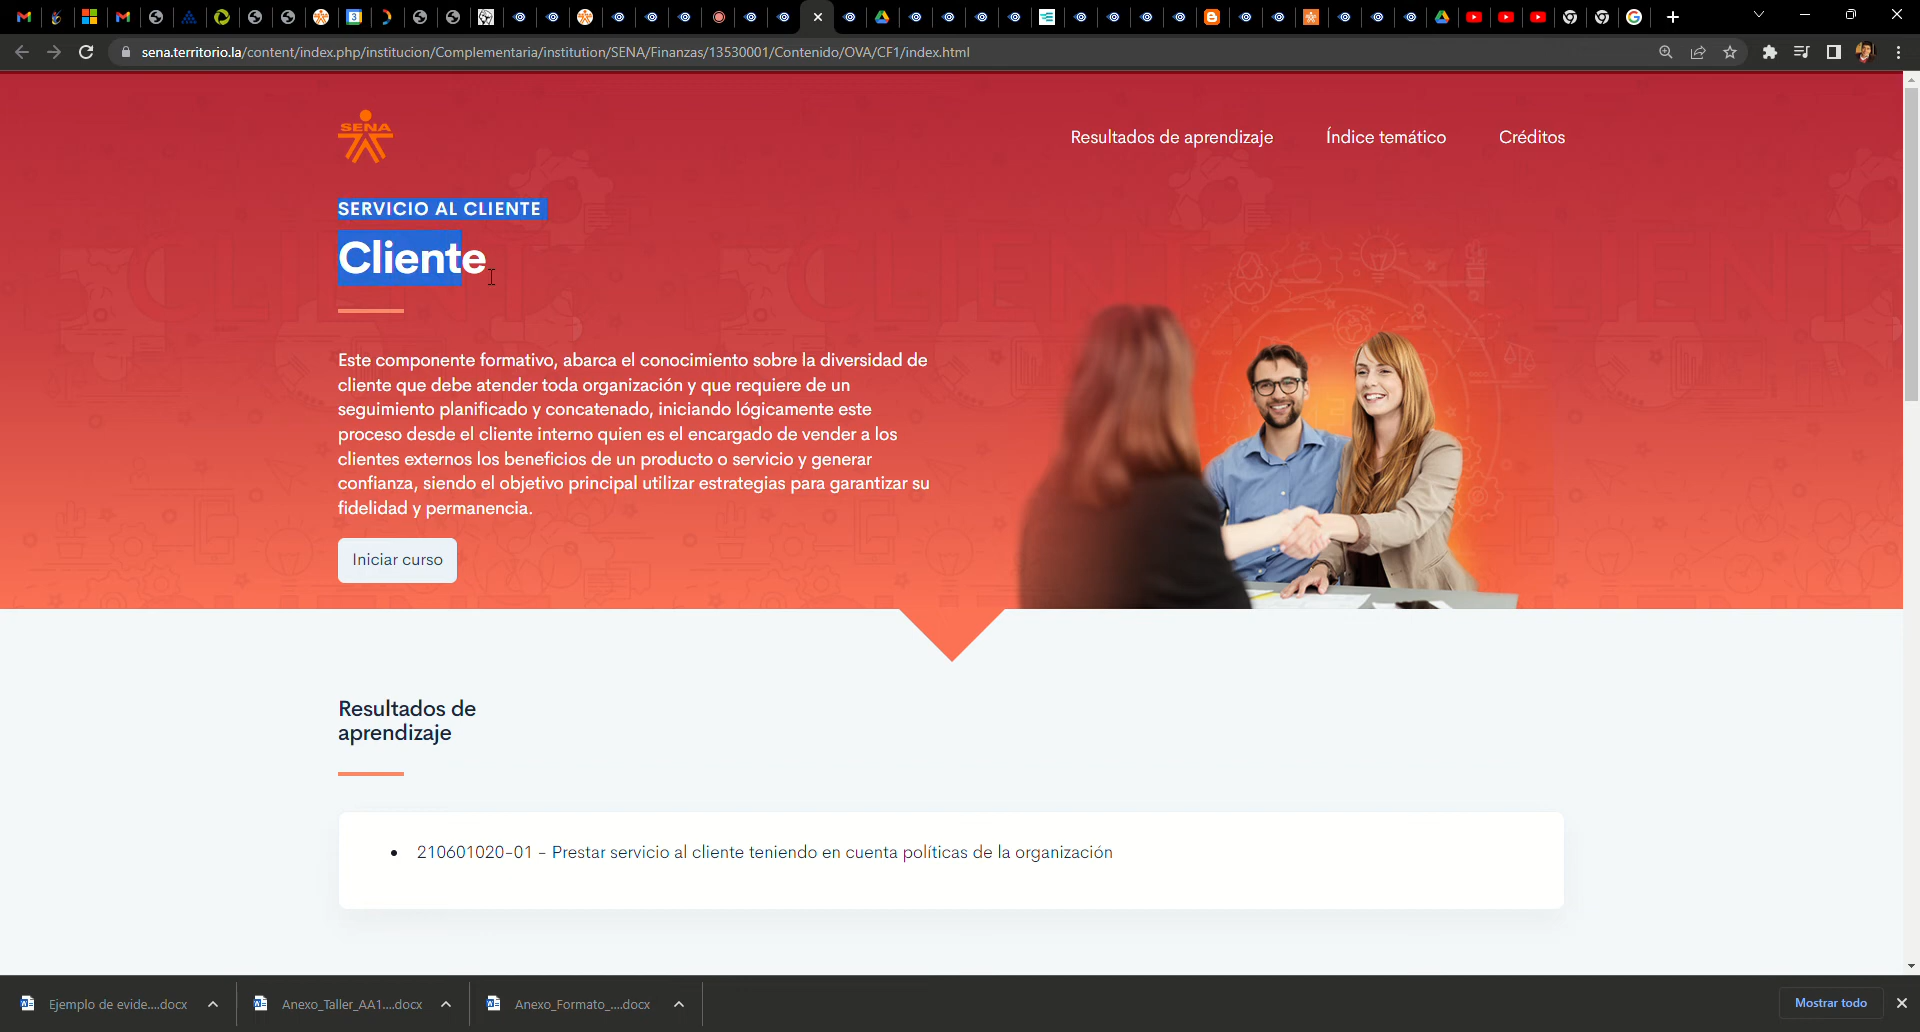 sena.territorio.la/content/index.php/institucion/Complementaria/institution/SENA/Finanzas/13530001/Contenido/OVA/CF1/index.html
SENA
Resultados de aprendizaje
Índice temático
Créditos
SERVICIO AL CLIENTE
Cliente
Este componente formativo, abarca el conocimiento sobre la diversidad de
cliente que debe atender toda organización y que requiere de un
seguimiento planificado y concatenado, iniciando lógicamente este
proceso desde el cliente interno quien es el encargado de vender a los
clientes externos los beneficios de un producto o servicio y generar
confianza, siendo el objetivo principal utilizar estrategias para garantizar su
fidelidad y permanencia.
Iniciar curso
Resultados de
aprendizaje
210601020-01 - Prestar servicio al cliente teniendo en cuenta políticas de la organización
Ejemplo de evide....docx
Anexo_Taller_AA1....docx
Anexo_Formato_....docx
Mostrar todo